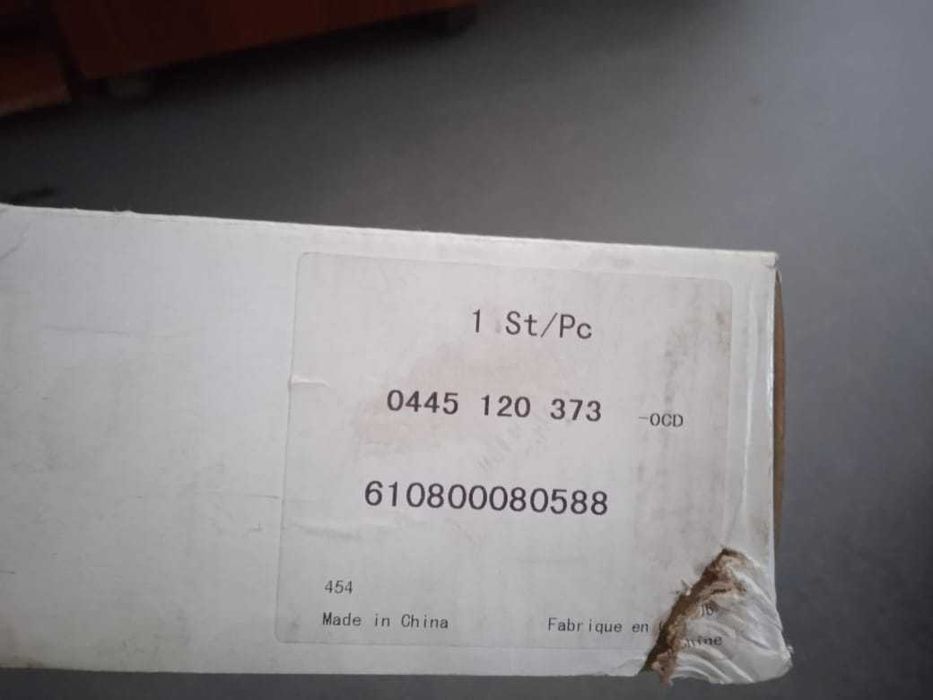 1 St/Pc
0445 120 373 -OCD
610800080588
454
Made in China
Fabrique en